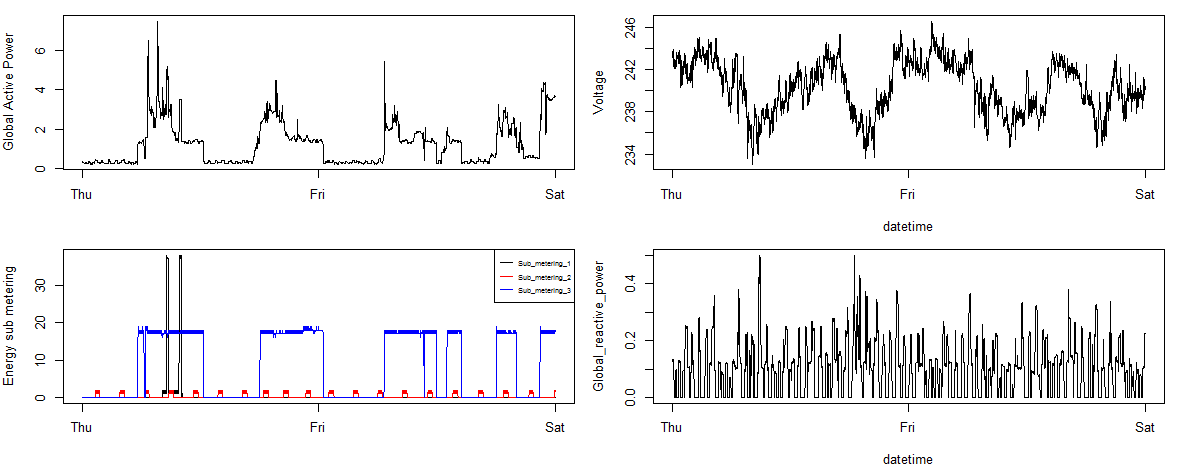 Global Active Power
0 2 4 6
Thu Fri Sat
Voltage
234 238 242 246
Thu Fri Sat
datetime
Energy sub metering
0 10 20 30
Sub_metering_1
Sub_metering_2
Sub_metering_3
Thu Fri Sat
Global_reactive_power
0.0 0.2 0.4
Thu Fri Sat
datetime